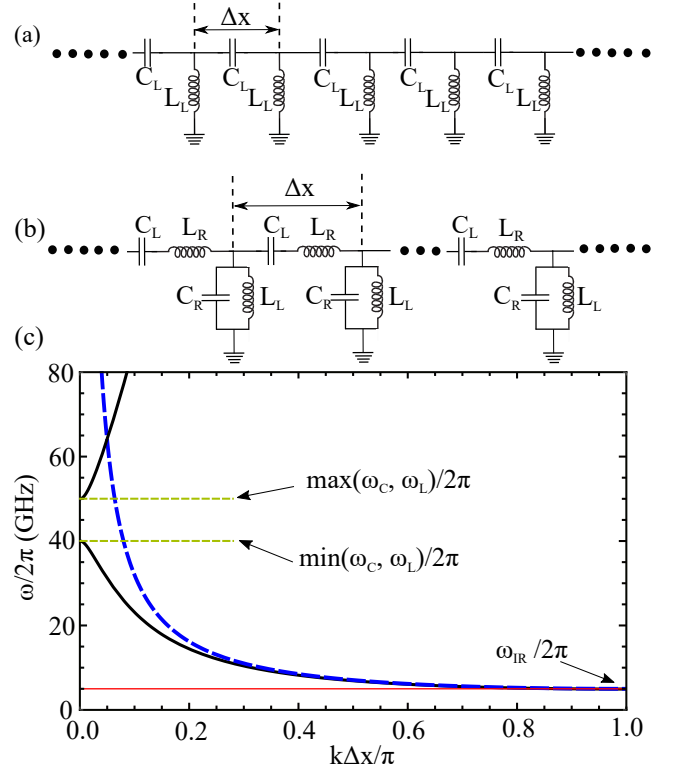 (a)
Δx
C_L C_L C_L C_L C_L
L_L L_L L_L L_L L_L
(b)
Δx
C_L L_R C_L L_R C_L L_R
C_R L_L C_R L_L C_R L_L
(c)
80
60
40
20
0
ω/2π (GHz)
max(ω_C, ω_L)/2π
min(ω_C, ω_L)/2π
ω_IR /2π
0.0 0.2 0.4 0.6 0.8 1.0
kΔx/π